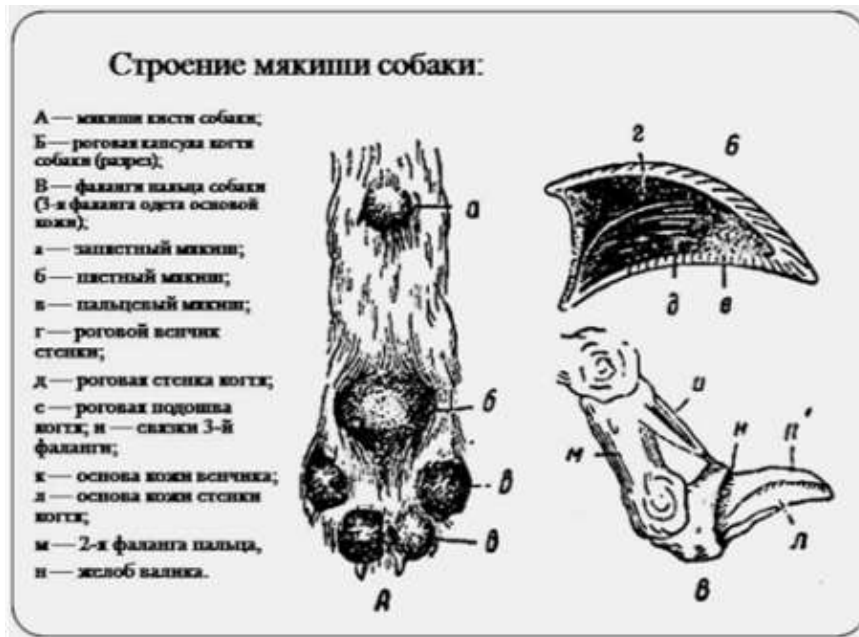 Строение мякиши собаки:
А — мякиши кисти собаки;
Б — роговая капсула когтя
собаки (разрез);
В — фаланги пальца собаки
(3-я фаланга одета основой
кожи);
а — запястный мякиш;
б — пястный мякиш;
в — пальцевый мякиш;
г — роговой венчик
стенки;
д — роговая стенка когтя;
е — роговая подошва
когтя; и — связки 3-й
фаланги;
к — основа кожи венчика;
л — основа кожи стенки
когтя;
м — 2-я фаланга пальца,
н — желоб валика.
а
б
в
в
А
г
б
д
е
и
м
н
л
В